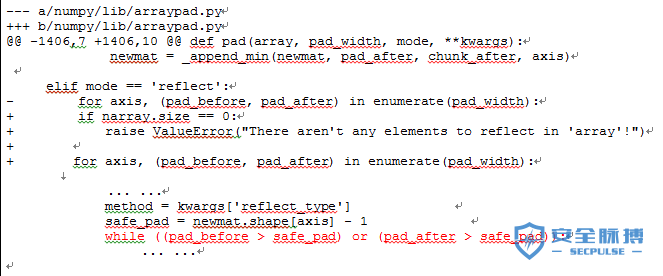 --- a/numpy/lib/arraypad.py
+++ b/numpy/lib/arraypad.py
@@ -1406,7 +1406,10 @@ def pad(array, pad_width, mode, **kwargs):
newmat = _append_min(newmat, pad_after, chunk_after, axis)
elif mode == 'reflect':
- for axis, (pad_before, pad_after) in enumerate(pad_width):
+ if narray.size == 0:
+ raise ValueError("There aren't any elements to reflect in 'array'!")
+
+ for axis, (pad_before, pad_after) in enumerate(pad_width):
... ...
method = kwargs['reflect_type']
safe_pad = newmat.shape[axis] - 1
while ((pad_before > safe_pad) or (pad_after > safe_pad)):
... ...
安全脉搏
SECPULSE